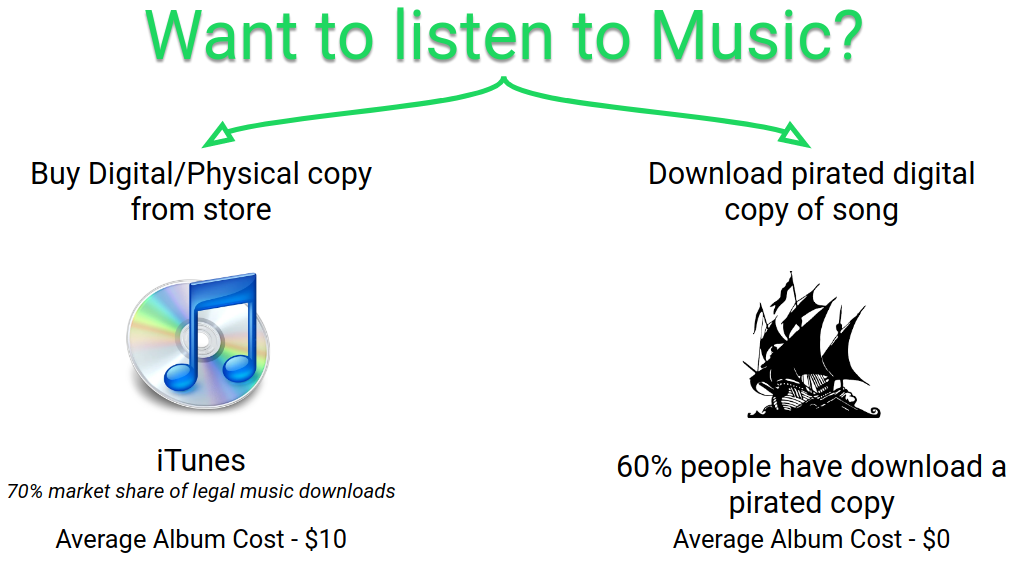 Want to listen to Music?
Buy Digital/Physical copy
from store
iTunes
70% market share of legal music downloads
Average Album Cost - $10
Download pirated digital
copy of song
60% people have download a
pirated copy
Average Album Cost - $0